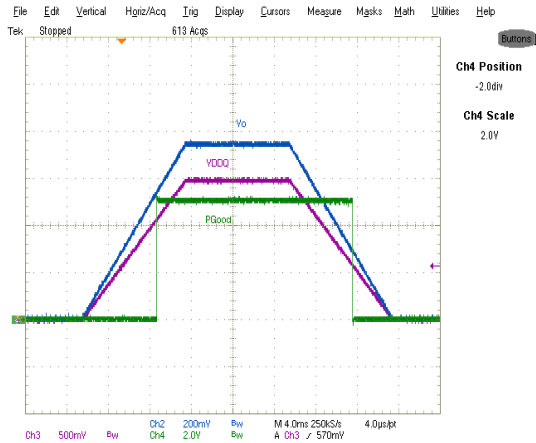 File Edit Vertical Horiz/Acq Trig Display Cursors Measure Masks Math Utilities Help
Tek Stopped 613 Acqs
Buttons
Ch4 Position
-2.0div
Ch4 Scale
2.0V
Vo
VDDQ
PGood
Ch2 200mV Bw M 4.0ms 250kS/s 4.0µs/pt
Ch3 500mV Bw Ch4 2.0V Bw A Ch3 ∕ 570mV